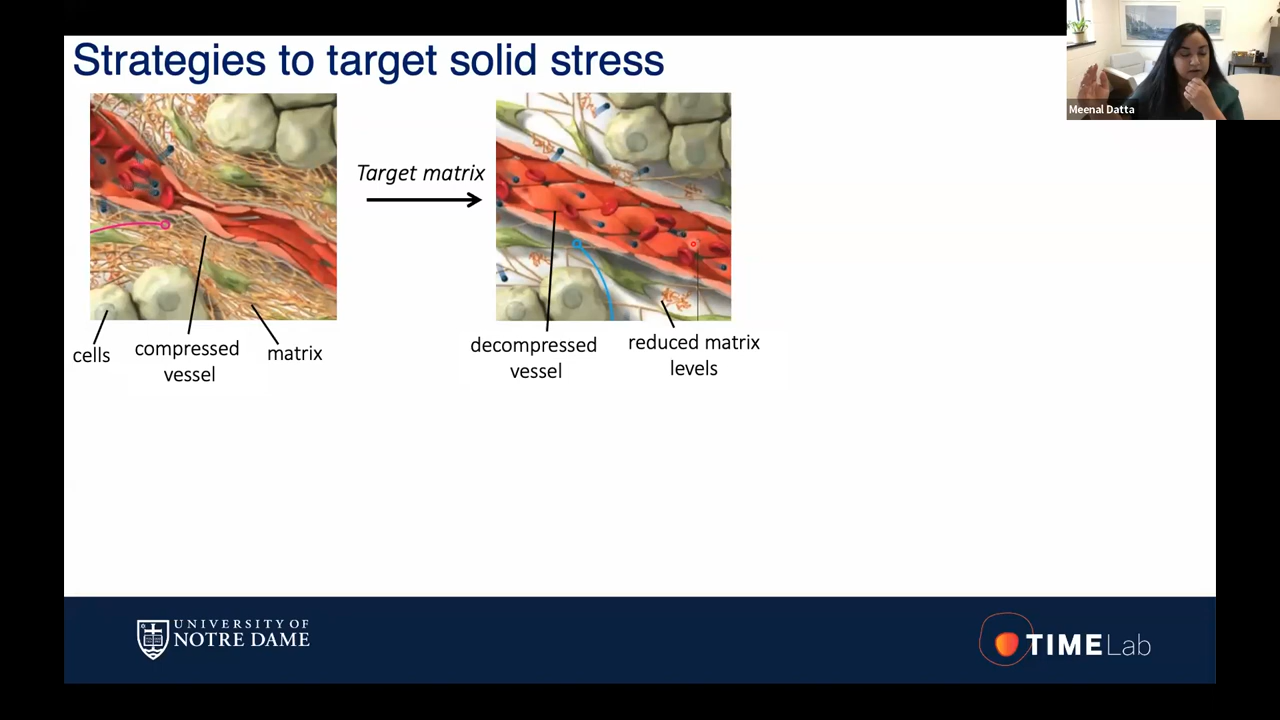 Strategies to target solid stress
Meenal Datta
Target matrix
cells
compressed
vessel
matrix
decompressed
vessel
reduced matrix
levels
UNIVERSITY OF
NOTRE DAME
TIME Lab